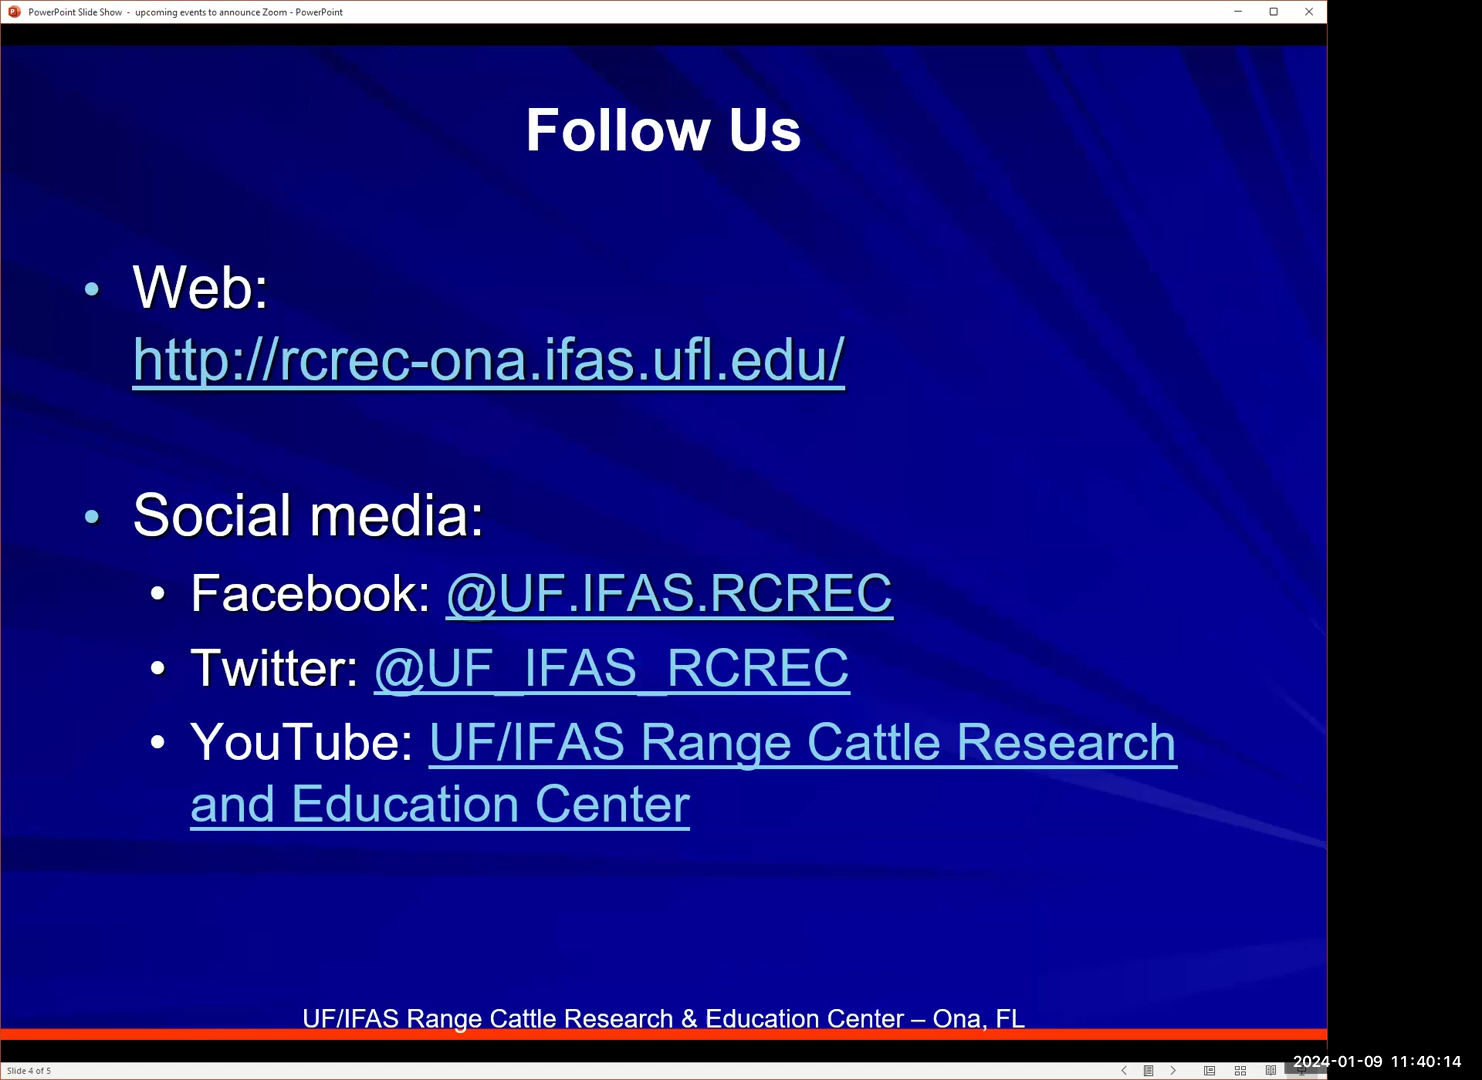 PowerPoint Slide Show - upcoming events to announce Zoom - PowerPoint
Follow Us
• Web:
http://rcrec-ona.ifas.ufl.edu/
• Social media:
• Facebook: @UF.IFAS.RCREC
• Twitter: @UF_IFAS_RCREC
• YouTube: UF/IFAS Range Cattle Research
and Education Center
UF/IFAS Range Cattle Research & Education Center – Ona, FL
Slide 4 of 5
2024-01-09 11:40:14